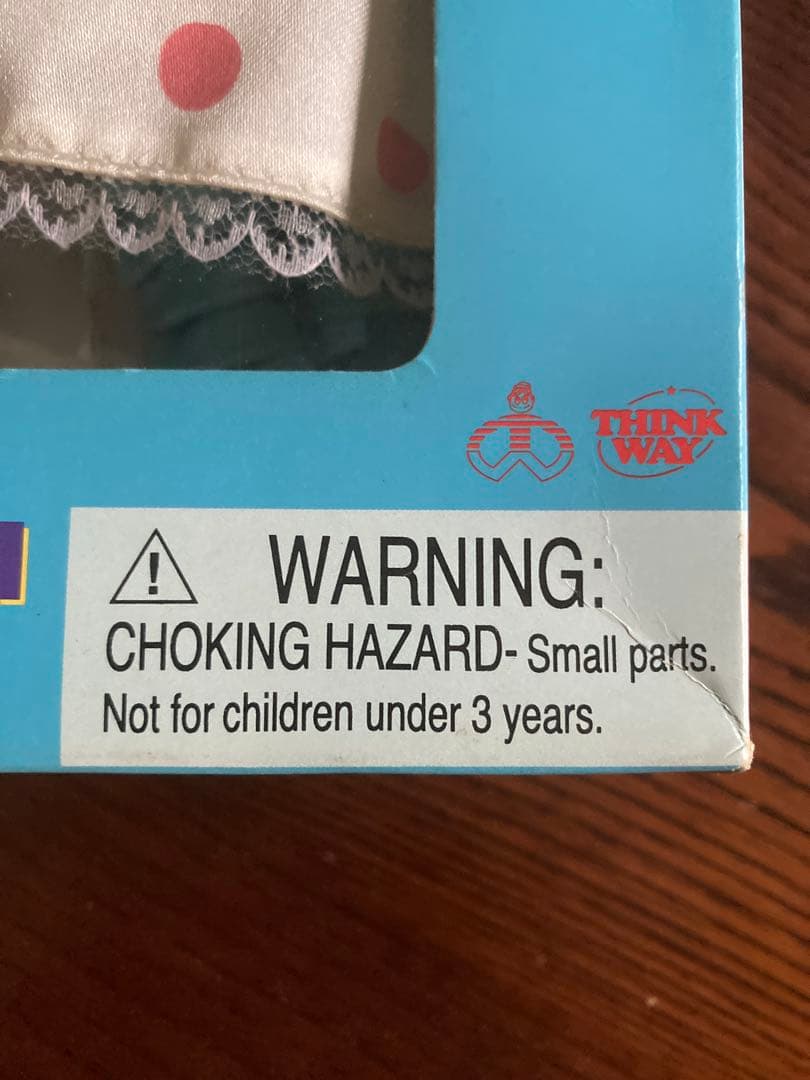 THINK
WAY
! WARNING:
CHOKING HAZARD- Small parts.
Not for children under 3 years.